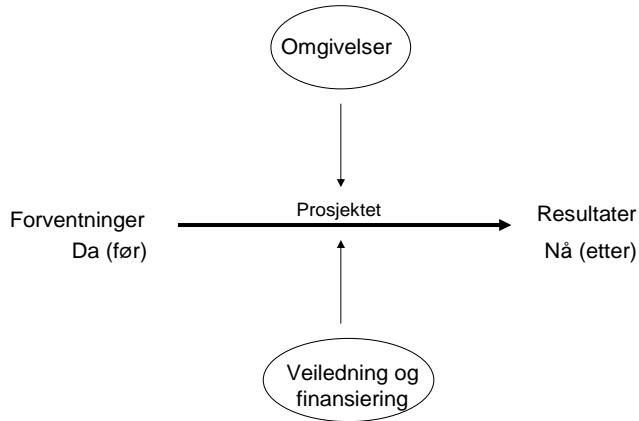 Omgivelser
Prosjektet
Forventninger
Da (før)
Resultater
Nå (etter)
Veiledning og
finansiering